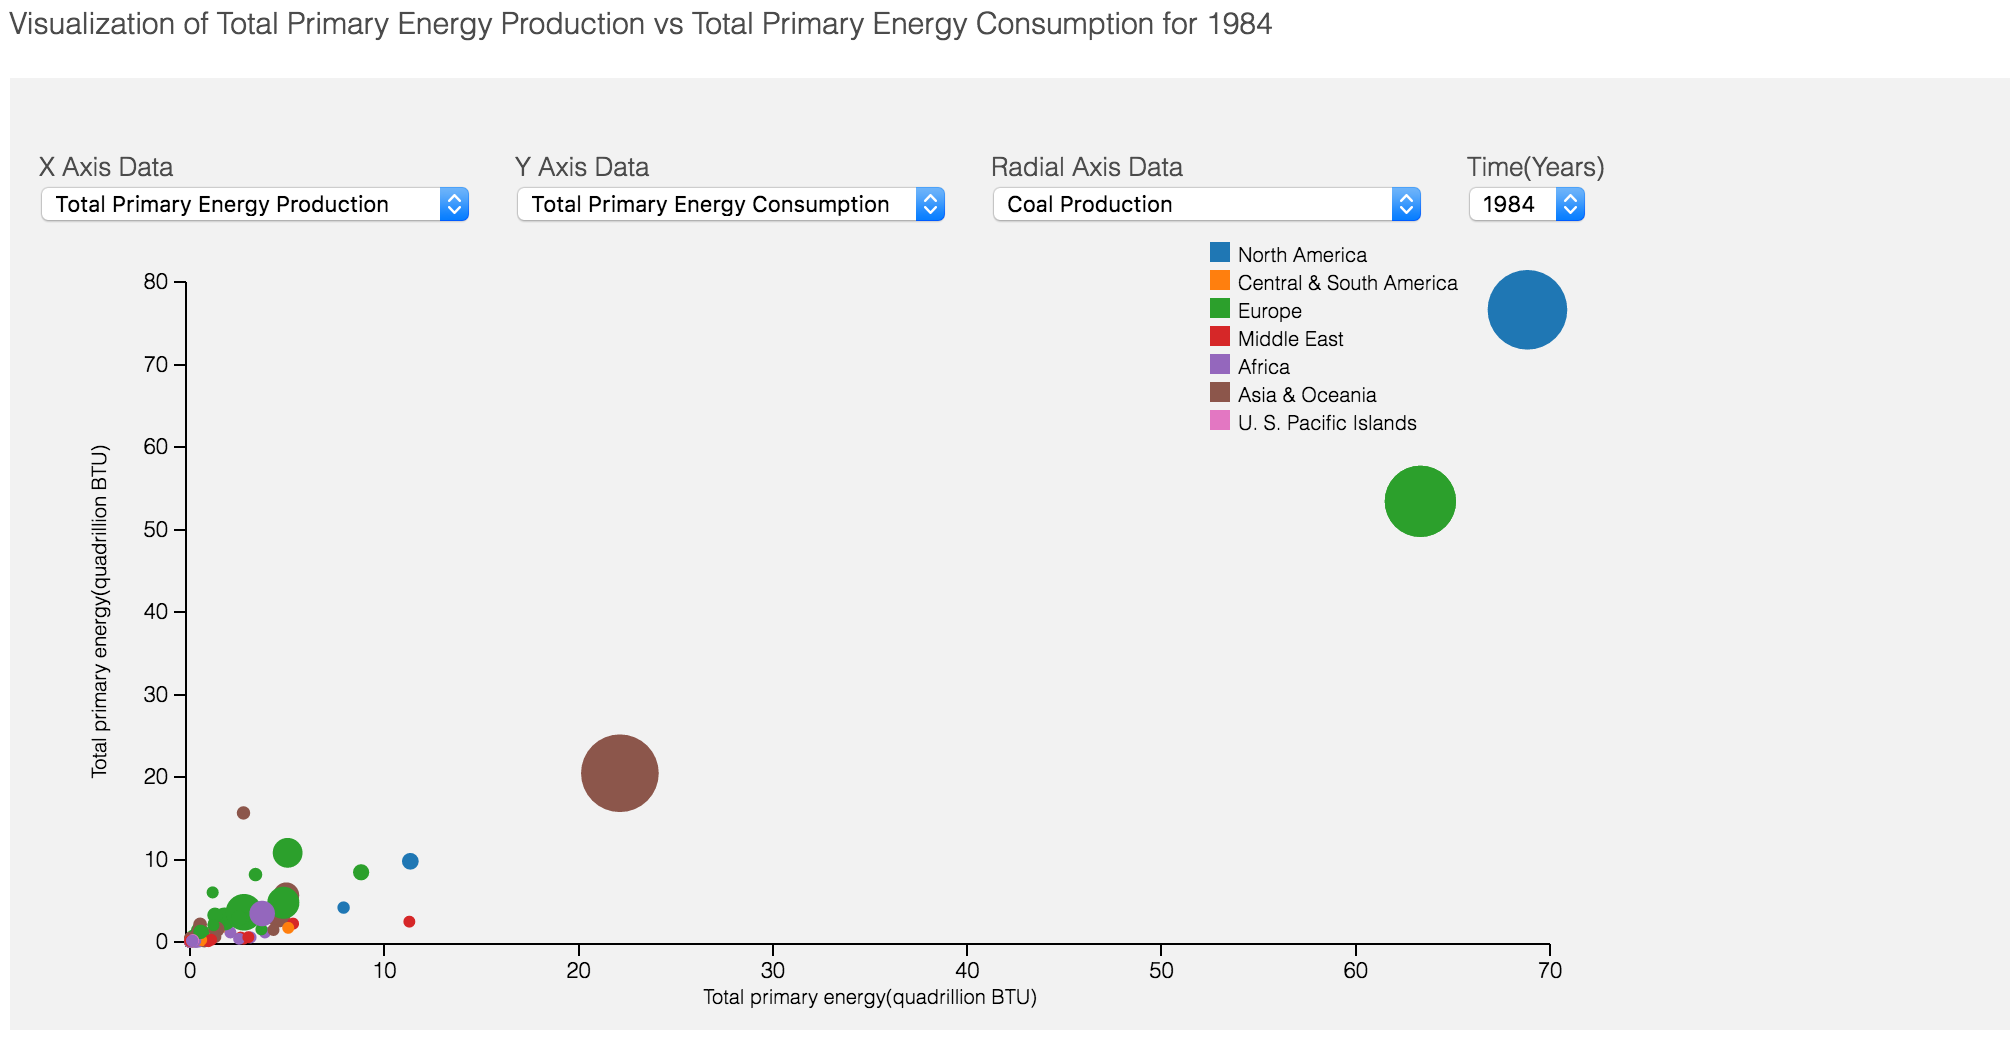 Visualization of Total Primary Energy Production vs Total Primary Energy Consumption for 1984
X Axis Data
Y Axis Data
Radial Axis Data
Time(Years)
Total Primary Energy Production
Total Primary Energy Consumption
Coal Production
1984
North America
Central & South America
Europe
Middle East
Africa
Asia & Oceania
U. S. Pacific Islands
80
70
60
50
40
30
20
10
0
Total primary energy(quadrillion BTU)
0 10 20 30 40 50 60 70
Total primary energy(quadrillion BTU)